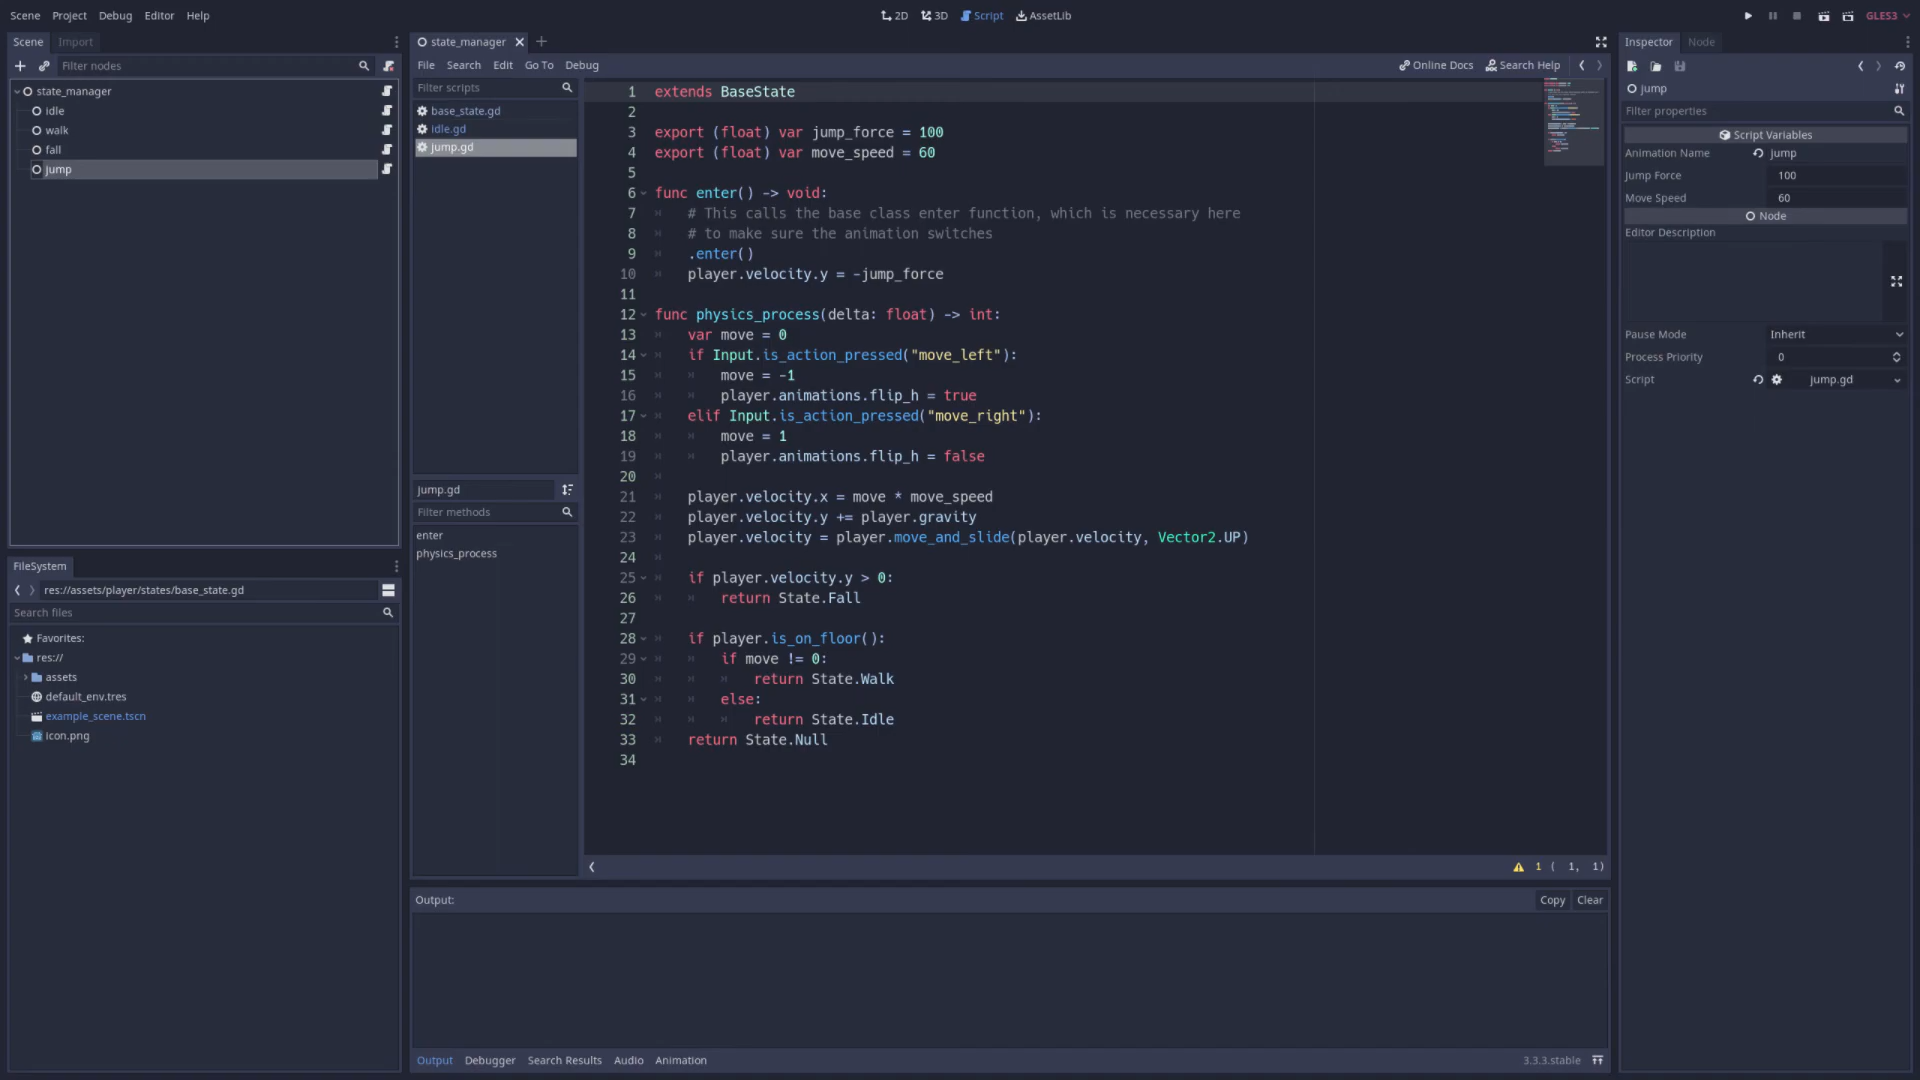 Scene Project Debug Editor Help
2D 3D Script AssetLib
GLES3
Scene Import
Filter nodes
state_manager
idle
walk
fall
jump
FileSystem
res://assets/player/states/base_state.gd
Search files
Favorites:
res://
assets
default_env.tres
example_scene.tscn
icon.png
state_manager
File Search Edit Go To Debug
Online Docs Search Help
Filter scripts
base_state.gd
idle.gd
jump.gd
jump.gd
Filter methods
enter
physics_process
1 extends BaseState
2
3 export (float) var jump_force = 100
4 export (float) var move_speed = 60
5
6 func enter() -> void:
7 # This calls the base class enter function, which is necessary here
8 # to make sure the animation switches
9 .enter()
10 player.velocity.y = -jump_force
11
12 func physics_process(delta: float) -> int:
13 var move = 0
14 if Input.is_action_pressed("move_left"):
15 move = -1
16 player.animations.flip_h = true
17 elif Input.is_action_pressed("move_right"):
18 move = 1
19 player.animations.flip_h = false
20
21 player.velocity.x = move * move_speed
22 player.velocity.y += player.gravity
23 player.velocity = player.move_and_slide(player.velocity, Vector2.UP)
24
25 if player.velocity.y > 0:
26 return State.Fall
27
28 if player.is_on_floor():
29 if move != 0:
30 return State.Walk
31 else:
32 return State.Idle
33 return State.Null
34
1 ( 1, 1)
Output:
Copy Clear
Output Debugger Search Results Audio Animation
3.3.3.stable
Inspector Node
jump
Filter properties
Script Variables
Animation Name jump
Jump Force 100
Move Speed 60
Node
Editor Description
Pause Mode Inherit
Process Priority 0
Script jump.gd